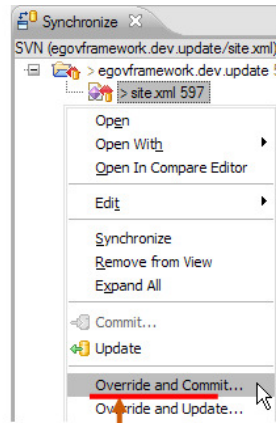 Synchronize
SVN (egovframework.dev.update/site.xml)
> egovframework.dev.update
> site.xml 597
Open
Open With
Open In Compare Editor
Edit
Synchronize
Remove from View
Expand All
Commit...
Update
Override and Commit...
Override and Update...